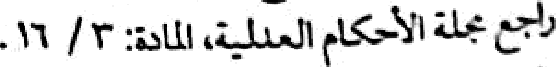 راجع مجلة الأحكام العدلية، المادة: ٣ / ١٦ .